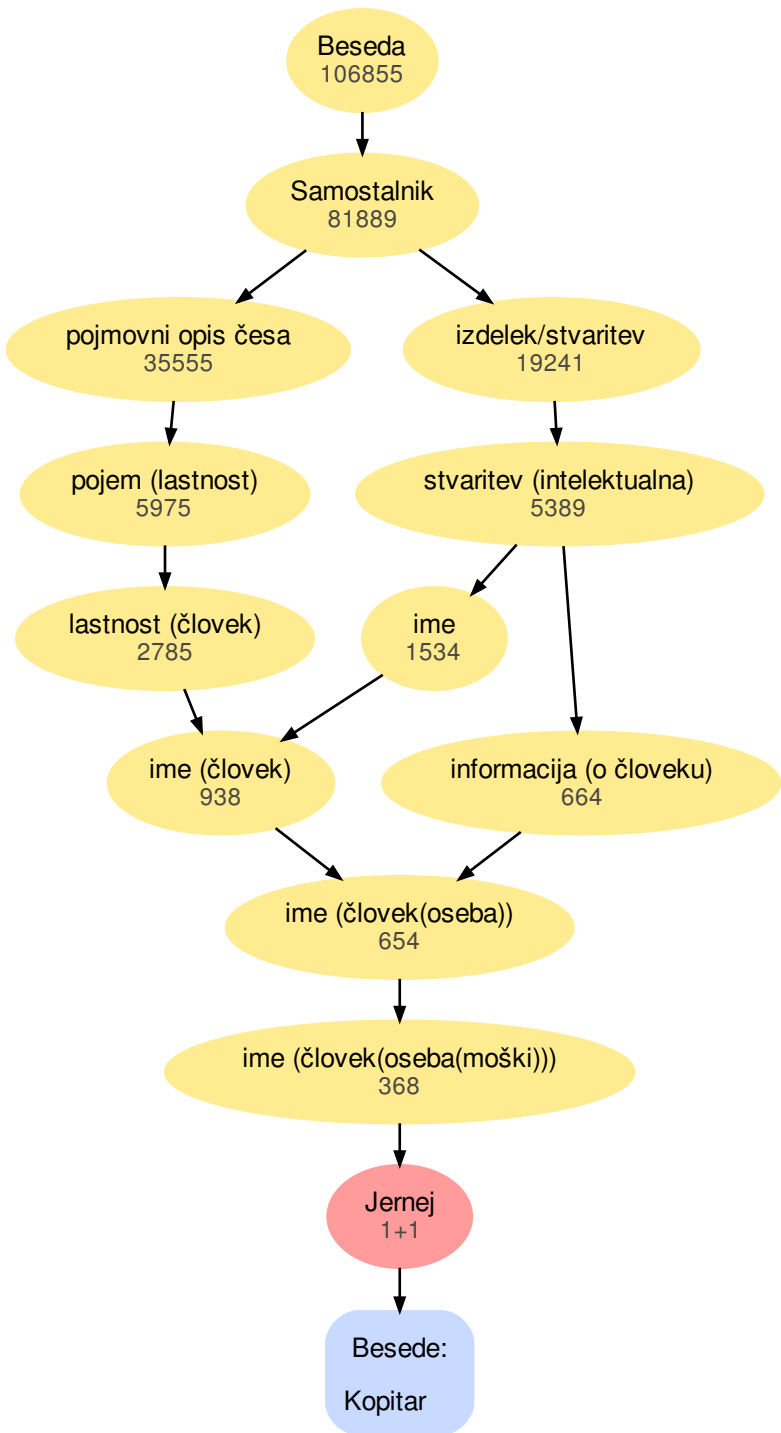 Beseda
106855
Samostalnik
81889
pojmovni opis česa
35555
izdelek/stvaritev
19241
pojem (lastnost)
5975
stvaritev (intelektualna)
5389
lastnost (človek)
2785
ime
1534
ime (človek)
938
informacija (o človeku)
664
ime (človek(oseba))
654
ime (človek(oseba(moški)))
368
Jernej
1+1
Besede:
Kopitar